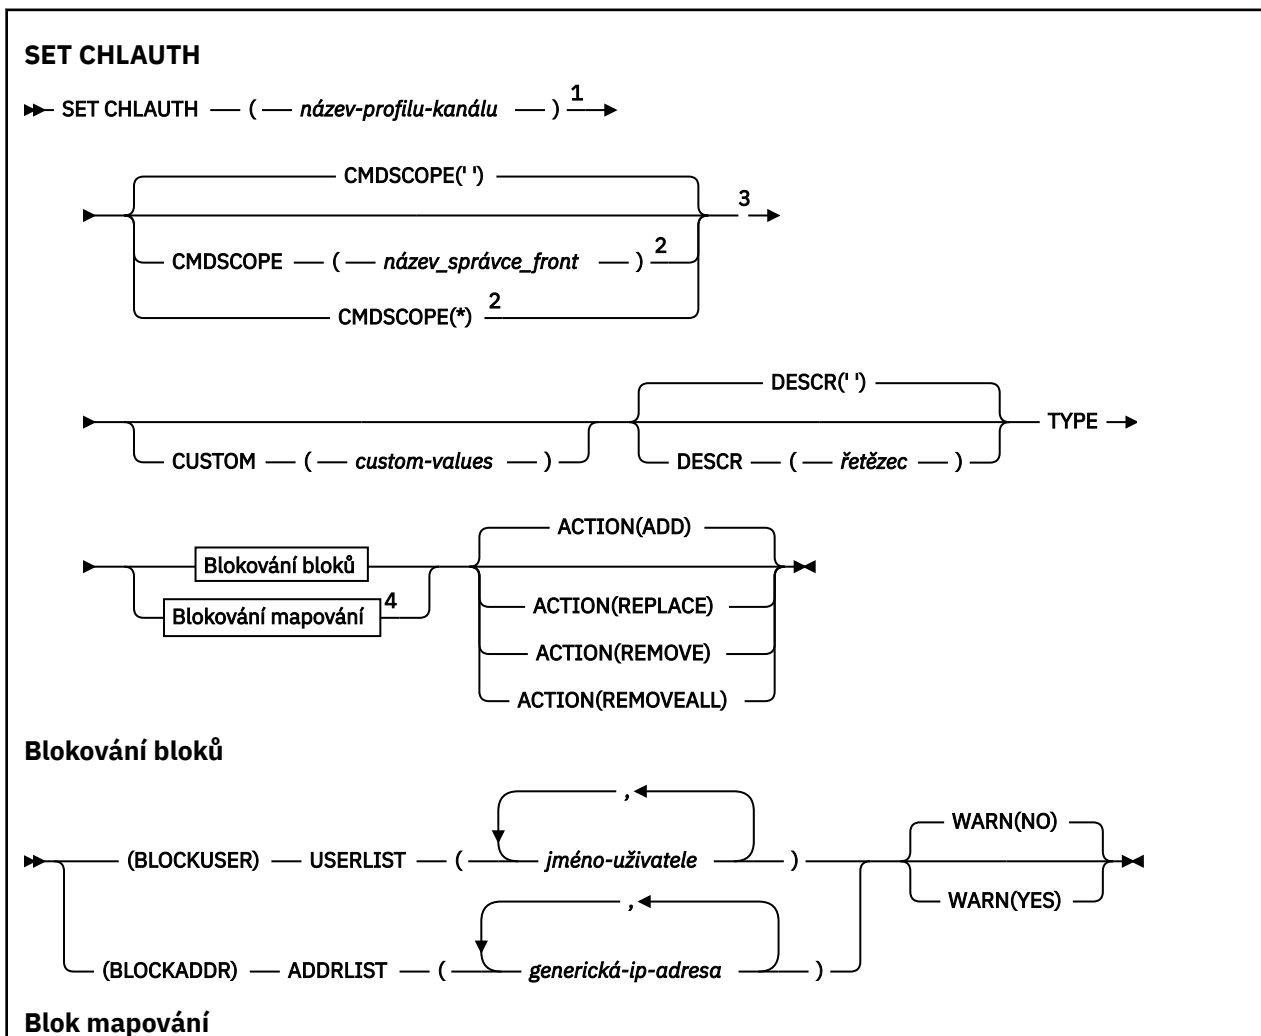 SET CHLAUTH
SET CHLAUTH ( název-profilu-kanálu ) 1
CMDSCOPE(' ')
3
CMDSCOPE ( název_správce_front ) 2
CMDSCOPE(*) 2
DESCR(' ')
TYPE
CUSTOM ( custom-values ) DESCR ( řetězec )
ACTION(ADD)
Blokování bloků
Blokování mapování 4
ACTION(REPLACE)
ACTION(REMOVE)
ACTION(REMOVEALL)
Blokování bloků
,
WARN(NO)
(BLOCKUSER) USERLIST ( jméno-uživatele )
WARN(YES)
,
(BLOCKADDR) ADDRLIST ( generická-ip-adresa )
Blok mapování